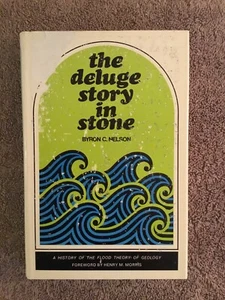 the
deluge
story
in
stone
BYRON C. NELSON
A HISTORY OF THE FLOOD THEORY OF GEOLOGY
FOREWORD BY HENRY M. MORRIS